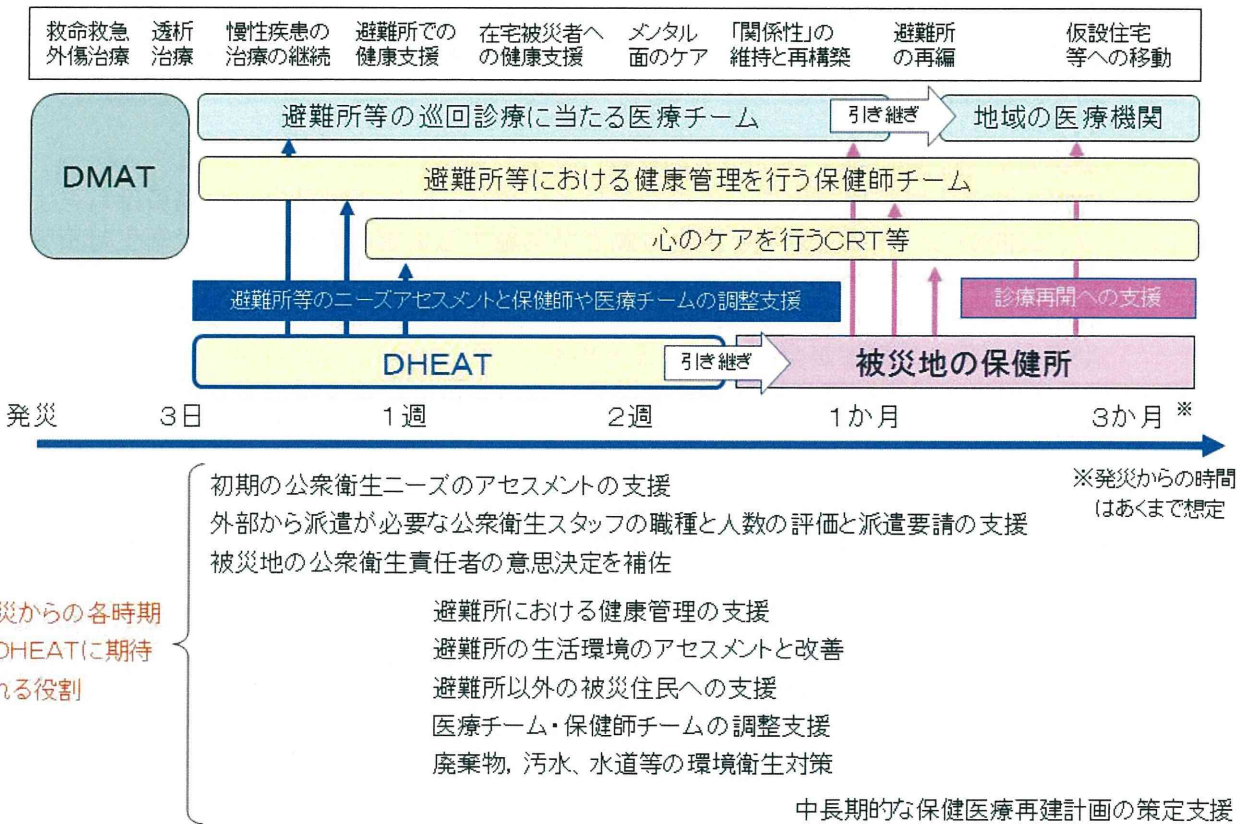 救命救急
外傷治療
透析
治療
慢性疾患の
治療の継続
避難所での
健康支援
在宅被災者へ
の健康支援
メンタル
面のケア
「関係性」の
維持と再構築
避難所
の再編
仮設住宅
等への移動
DMAT
避難所等の巡回診療に当たる医療チーム
引き継ぎ
地域の医療機関
避難所等における健康管理を行う保健師チーム
心のケアを行うCRT等
避難所等のニーズアセスメントと保健師や医療チームの調整支援
診療再開への支援
DHEAT
引き継ぎ
被災地の保健所
発災
3日
1週
2週
1か月
3か月 ※
※発災からの時間
はあくまで想定
初期の公衆衛生ニーズのアセスメントの支援
外部から派遣が必要な公衆衛生スタッフの職種と人数の評価と派遣要請の支援
被災地の公衆衛生責任者の意思決定を補佐
災からの各時期
DHEATに期待
れる役割
避難所における健康管理の支援
避難所の生活環境のアセスメントと改善
避難所以外の被災住民への支援
医療チーム・保健師チームの調整支援
廃棄物,汚水、水道等の環境衛生対策
中長期的な保健医療再建計画の策定支援